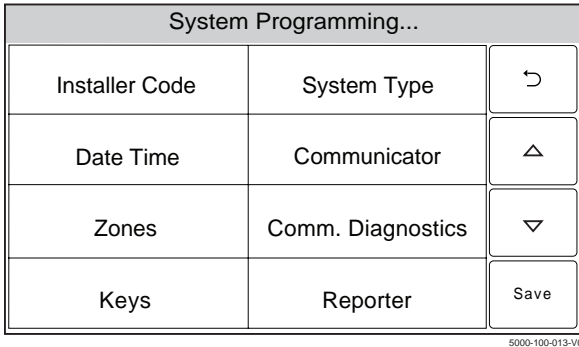 System Programming...
Installer Code
System Type
Date Time
Communicator
Zones
Comm. Diagnostics
Keys
Reporter
Save